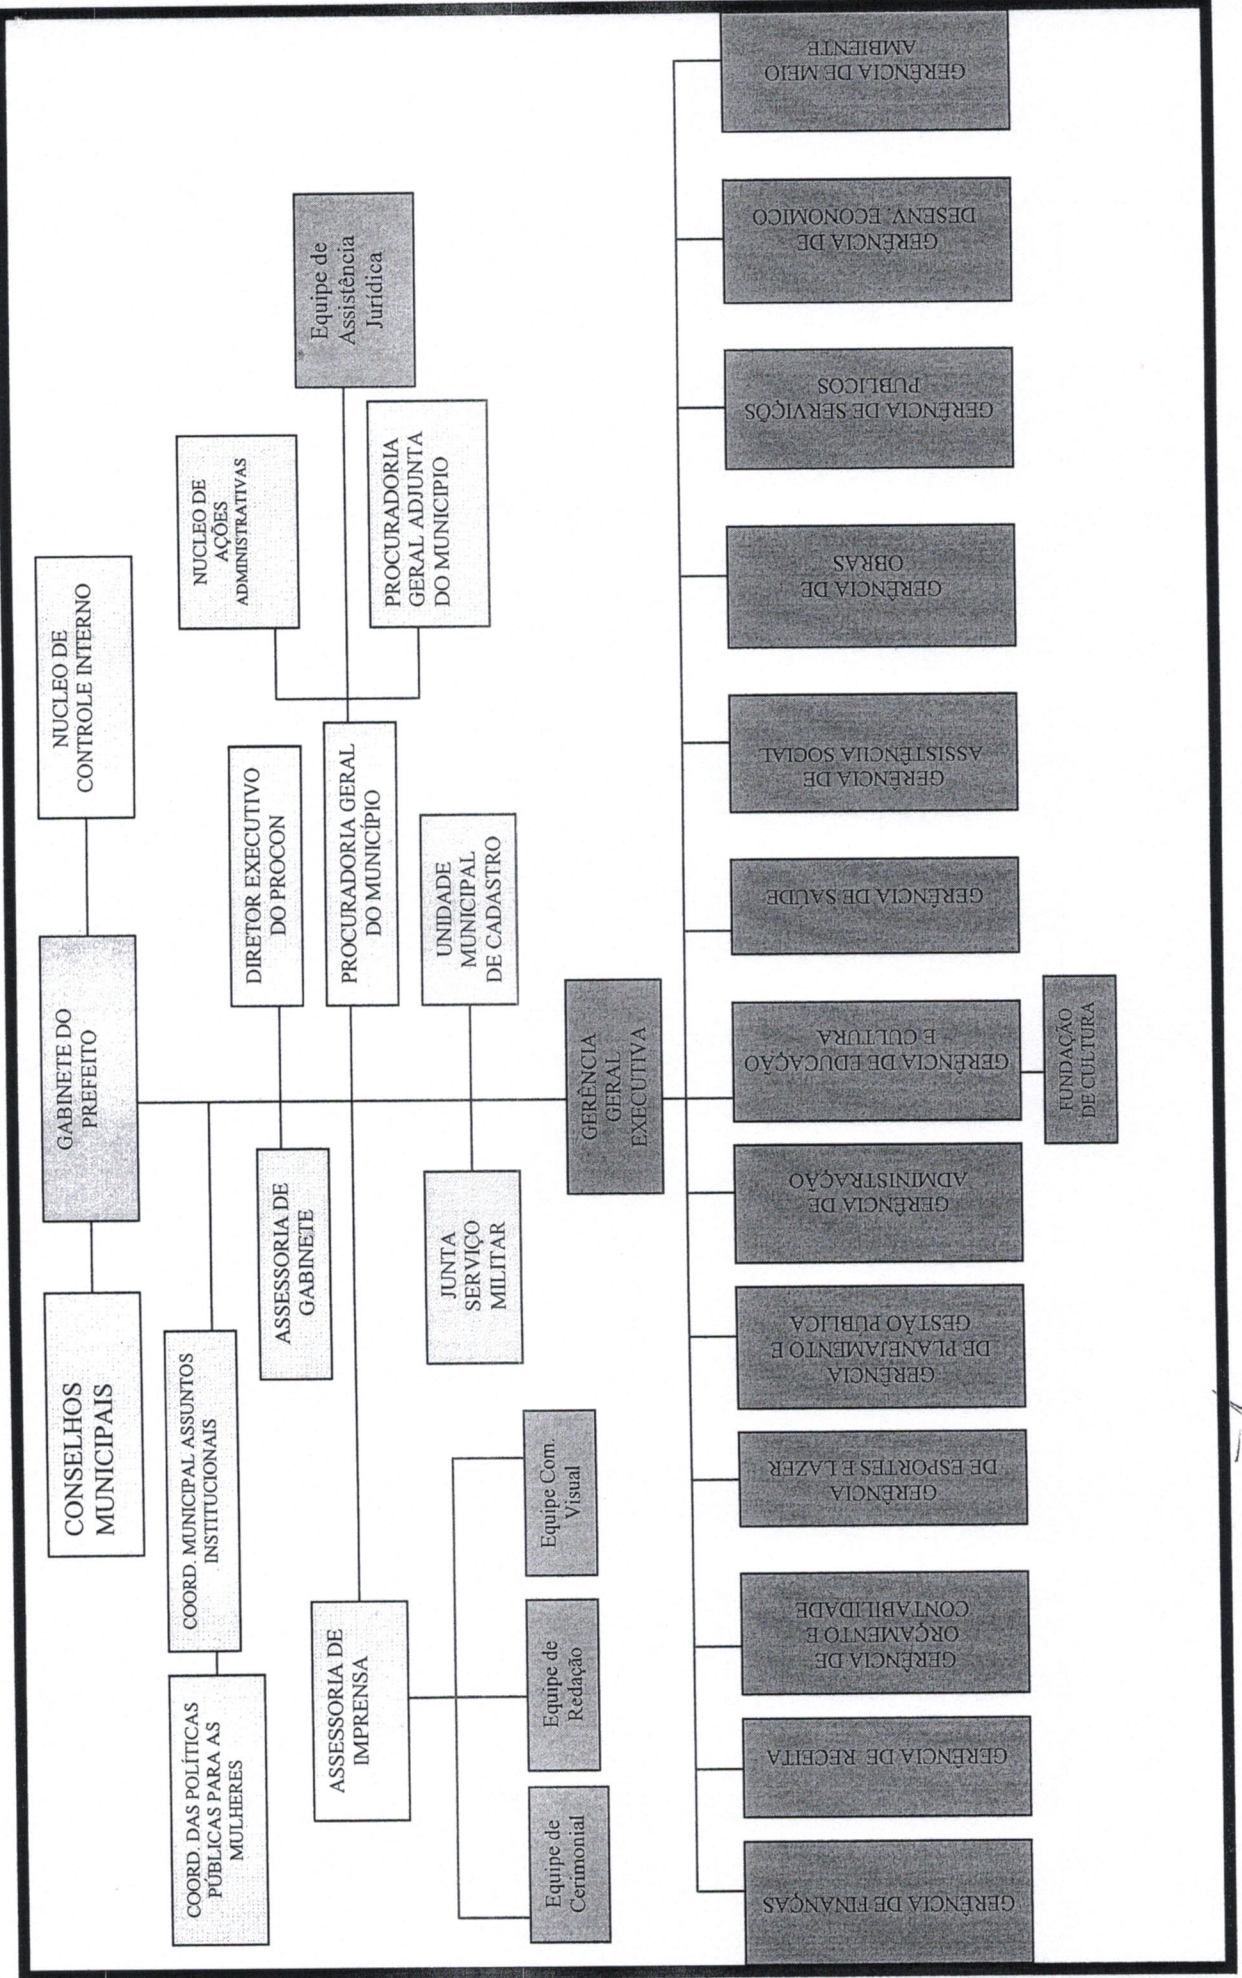 GABINETE DO
PREFEITO
CONSELHOS
MUNICIPAIS
NUCLEO DE
CONTROLE INTERNO
COORD. DAS POLÍTICAS
PÚBLICAS PARA AS
MULHERES
COORD. MUNICIPAL ASSUNTOS
INSTITUCIONAIS
ASSESSORIA DE
GABINETE
DIRETOR EXECUTIVO
DO PROCON
NUCLEO DE
AÇÕES
ADMINISTRATIVAS
ASSESSORIA DE
IMPRENSA
PROCURADORIA GERAL
DO MUNICÍPIO
Equipe de
Assistência
Jurídica
PROCURADORIA
GERAL ADJUNTA
DO MUNICIPIO
JUNTA
SERVIÇO
MILITAR
UNIDADE
MUNICIPAL
DE CADASTRO
Equipe de
Cerimonial
Equipe de
Redação
Equipe Com.
Visual
GERÊNCIA
GERAL
EXECUTIVA
GERÊNCIA DE FINANÇAS
GERÊNCIA DE RECEITA
GERÊNCIA DE
ORÇAMENTO E
CONTABILIDADE
GERÊNCIA
DE ESPORTES E LAZER
GERÊNCIA
DE PLANEJAMENTO E
GESTÃO PUBLICA
GERÊNCIA DE
ADMINISTRAÇÃO
GERÊNCIA DE EDUCAÇÃO
E CULTURA
GERÊNCIA DE SAÚDE
GERÊNCIA DE
ASSISTÊNCIIA SOCIAL
GERÊNCIA DE
OBRAS
GERÊNCIA DE SERVIÇÕS
PUBLICOS
GERÊNCIA DE
DESENV. ECONOMICO
GERÊNCIA DE MEIO
AMBIENTE
FUNDAÇÃO
DE CULTURA